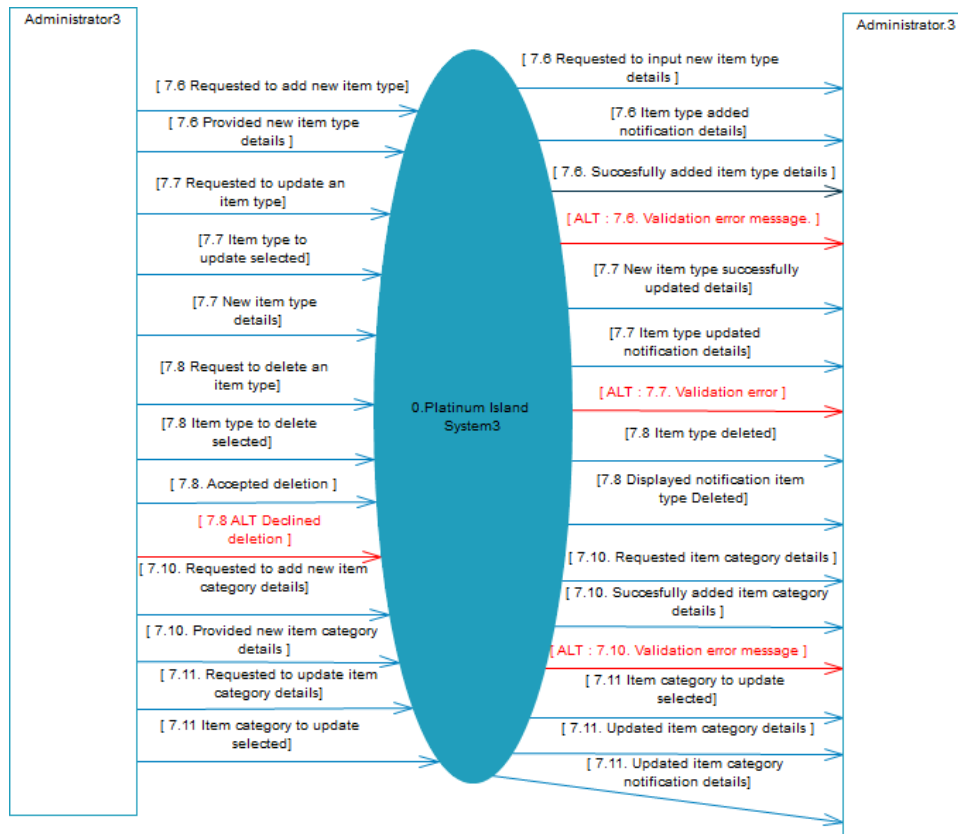 Administrator3
[ 7.6 Requested to add new item type]
[ 7.6 Provided new item type
details ]
[7.7 Requested to update an
item type]
[7.7 Item type to
update selected]
[7.7 New item type
details]
[7.8 Request to delete an
item type]
[7.8 Item type to delete
selected]
[ 7.8. Accepted deletion ]
[ 7.8 ALT Declined
deletion ]
[ 7.10. Requested to add new item
category details]
[ 7.10. Provided new item category
details ]
[ 7.11. Requested to update item
category details]
[ 7.11 Item category to update
selected]
0.Platinum Island
System3
Administrator.3
[ 7.6 Requested to input new item type
details ]
[ 7.6 Item type added
notification details]
[ 7.6. Succesfully added item type details ]
[ ALT : 7.6. Validation error message. ]
[ 7.7 New item type successfully
updated details]
[ 7.7 Item type updated
notification details]
[ ALT : 7.7. Validation error ]
[7.8 Item type deleted]
[7.8 Displayed notification item
type Deleted]
[ 7.10. Requested item category details ]
[ 7.10. Succesfully added item category
details ]
[ ALT : 7.10. Validation error message ]
[ 7.11 Item category to update
selected]
[ 7.11. Updated item category details ]
[ 7.11. Updated item category
notification details]